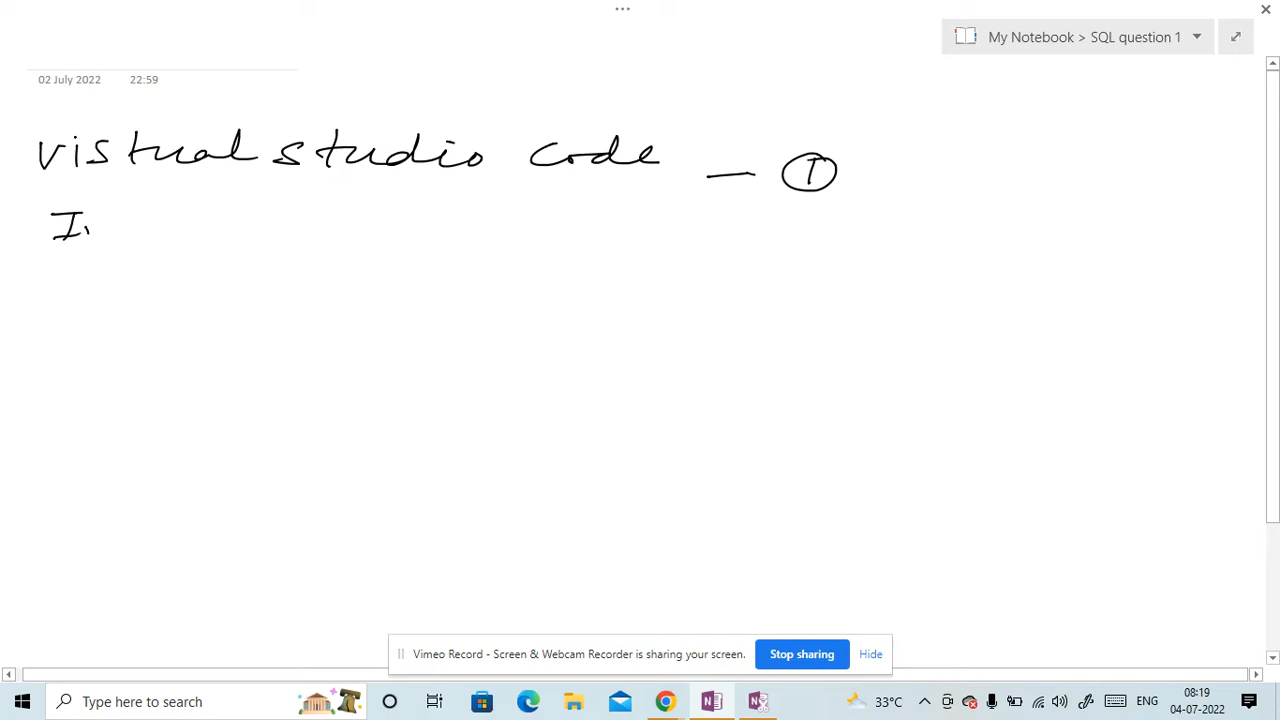 My Notebook > SQL question 1
02 July 2022 22:59
vistual studio code — ①
I
Vimeo Record - Screen & Webcam Recorder is sharing your screen. Stop sharing Hide
Type here to search
33°C ENG 08:19
04-07-2022